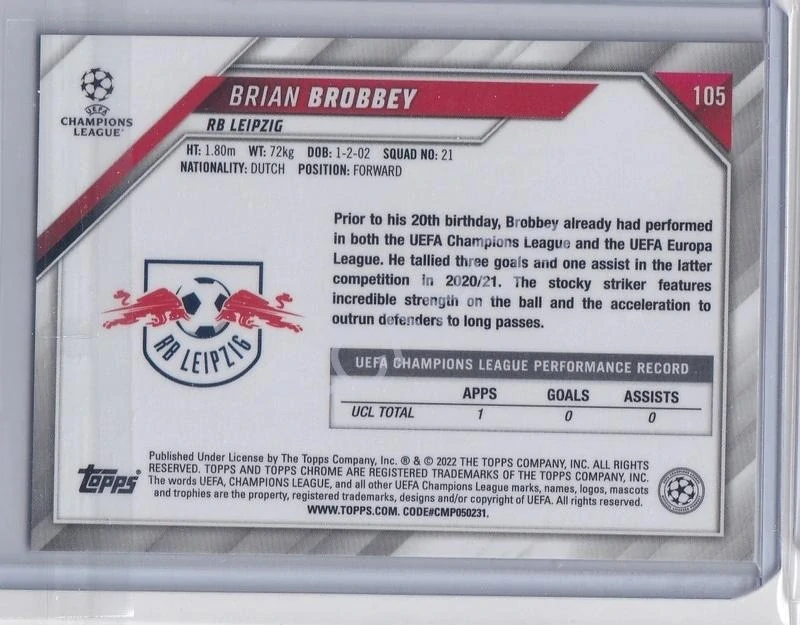 UEFA
CHAMPIONS
LEAGUE
BRIAN BROBBEY
105
RB LEIPZIG
HT: 1.80m WT: 72kg DOB: 1-2-02 SQUAD NO: 21
NATIONALITY: DUTCH POSITION: FORWARD
Prior to his 20th birthday, Brobbey already had performed
in both the UEFA Champions League and the UEFA Europa
League. He tallied three goals and one assist in the latter
competition in 2020/21. The stocky striker features
incredible strength on the ball and the acceleration to
outrun defenders to long passes.
RB LEIPZIG
UEFA CHAMPIONS LEAGUE PERFORMANCE RECORD
APPS GOALS ASSISTS
UCL TOTAL 1 0 0
Published Under License by The Topps Company, Inc. ® & © 2022 THE TOPPS COMPANY, INC. ALL RIGHTS
RESERVED. TOPPS AND TOPPS CHROME ARE REGISTERED TRADEMARKS OF THE TOPPS COMPANY, INC.
The words UEFA, CHAMPIONS LEAGUE, and all other UEFA Champions League marks, names, logos, mascots
and trophies are the property, registered trademarks, designs and/or copyright of UEFA. All rights reserved.
WWW.TOPPS.COM. CODE#CMP050231.
topps